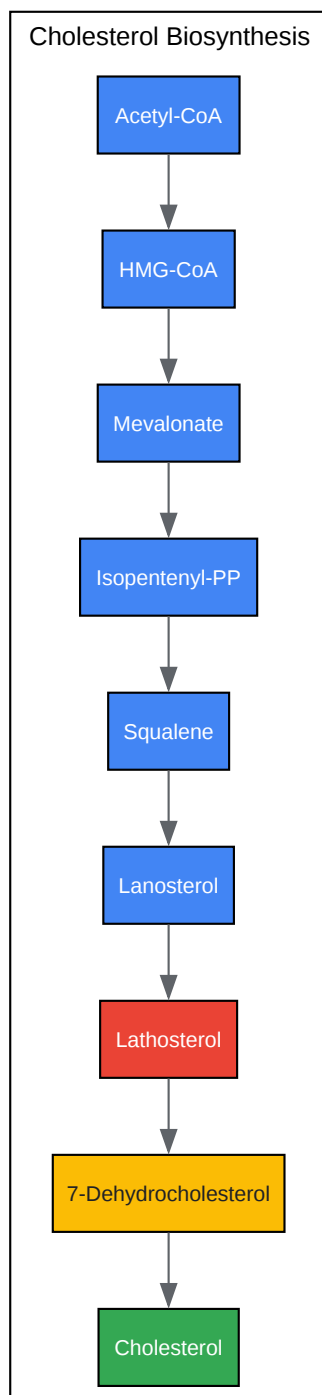 Cholesterol Biosynthesis
Acetyl-CoA
HMG-CoA
Mevalonate
Isopentenyl-PP
Squalene
Lanosterol
Lathosterol
7-Dehydrocholesterol
Cholesterol